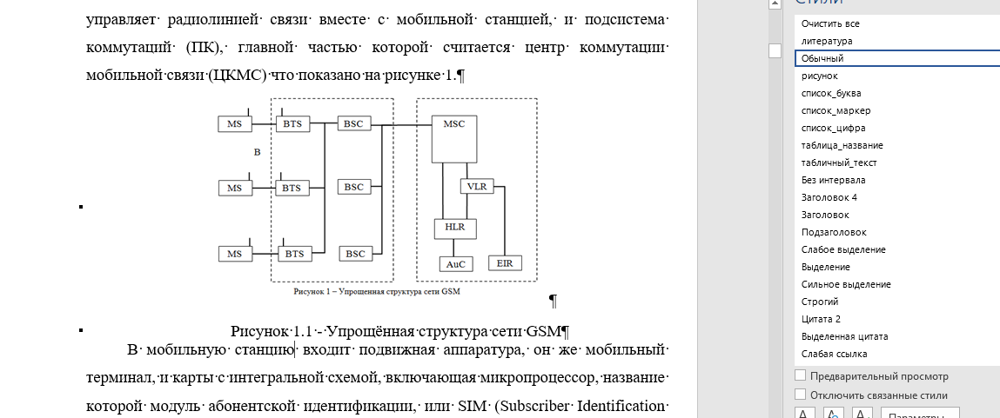 управляет радиолинией связи вместе с мобильной станцией, и подсистема
коммутаций (ПК), главной частью которой считается центр коммутации
мобильной связи (ЦКМС) что показано на рисунке 1.¶
MS BTS BSC MSC
B
MS BTS BSC VLR
HLR
MS BTS BSC AuC EIR
Рисунок 1 – Упрощенная структура сети GSM
¶
Рисунок 1.1 - Упрощённая структура сети GSM¶
В мобильную станцию входит подвижная аппаратура, он же мобильный
терминал, и карты с интегральной схемой, включающая микропроцессор, название
которой модуль абонентской идентификации, или SIM (Subscriber Identification
Стили
Очистить все
литература
Обычный
рисунок
список_буква
список_маркер
список_цифра
таблица_название
табличный_текст
Без интервала
Заголовок 4
Заголовок
Подзаголовок
Слабое выделение
Выделение
Сильное выделение
Строгий
Цитата 2
Выделенная цитата
Слабая ссылка
Предварительный просмотр
Отключить связанные стили
Параметры...